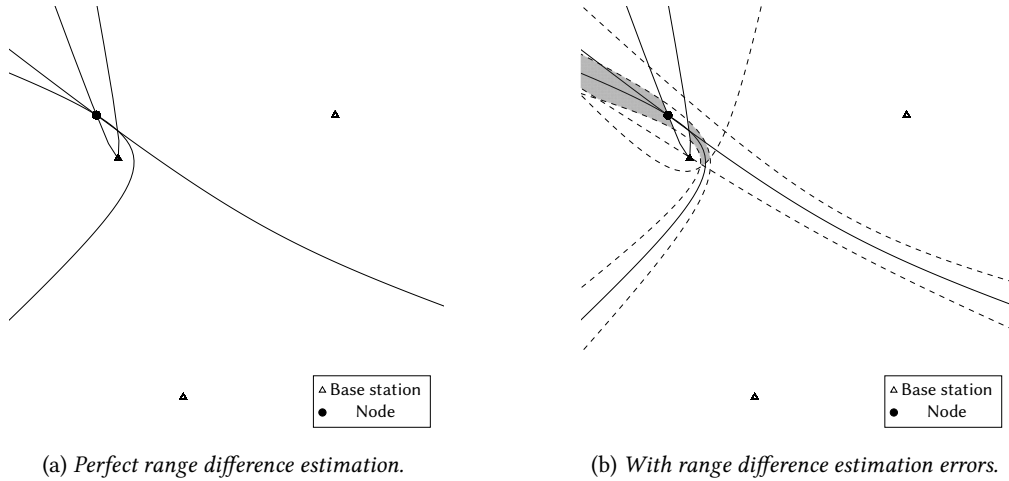 Base station
Node
Base station
Node
(a) Perfect range difference estimation.
(b) With range difference estimation errors.